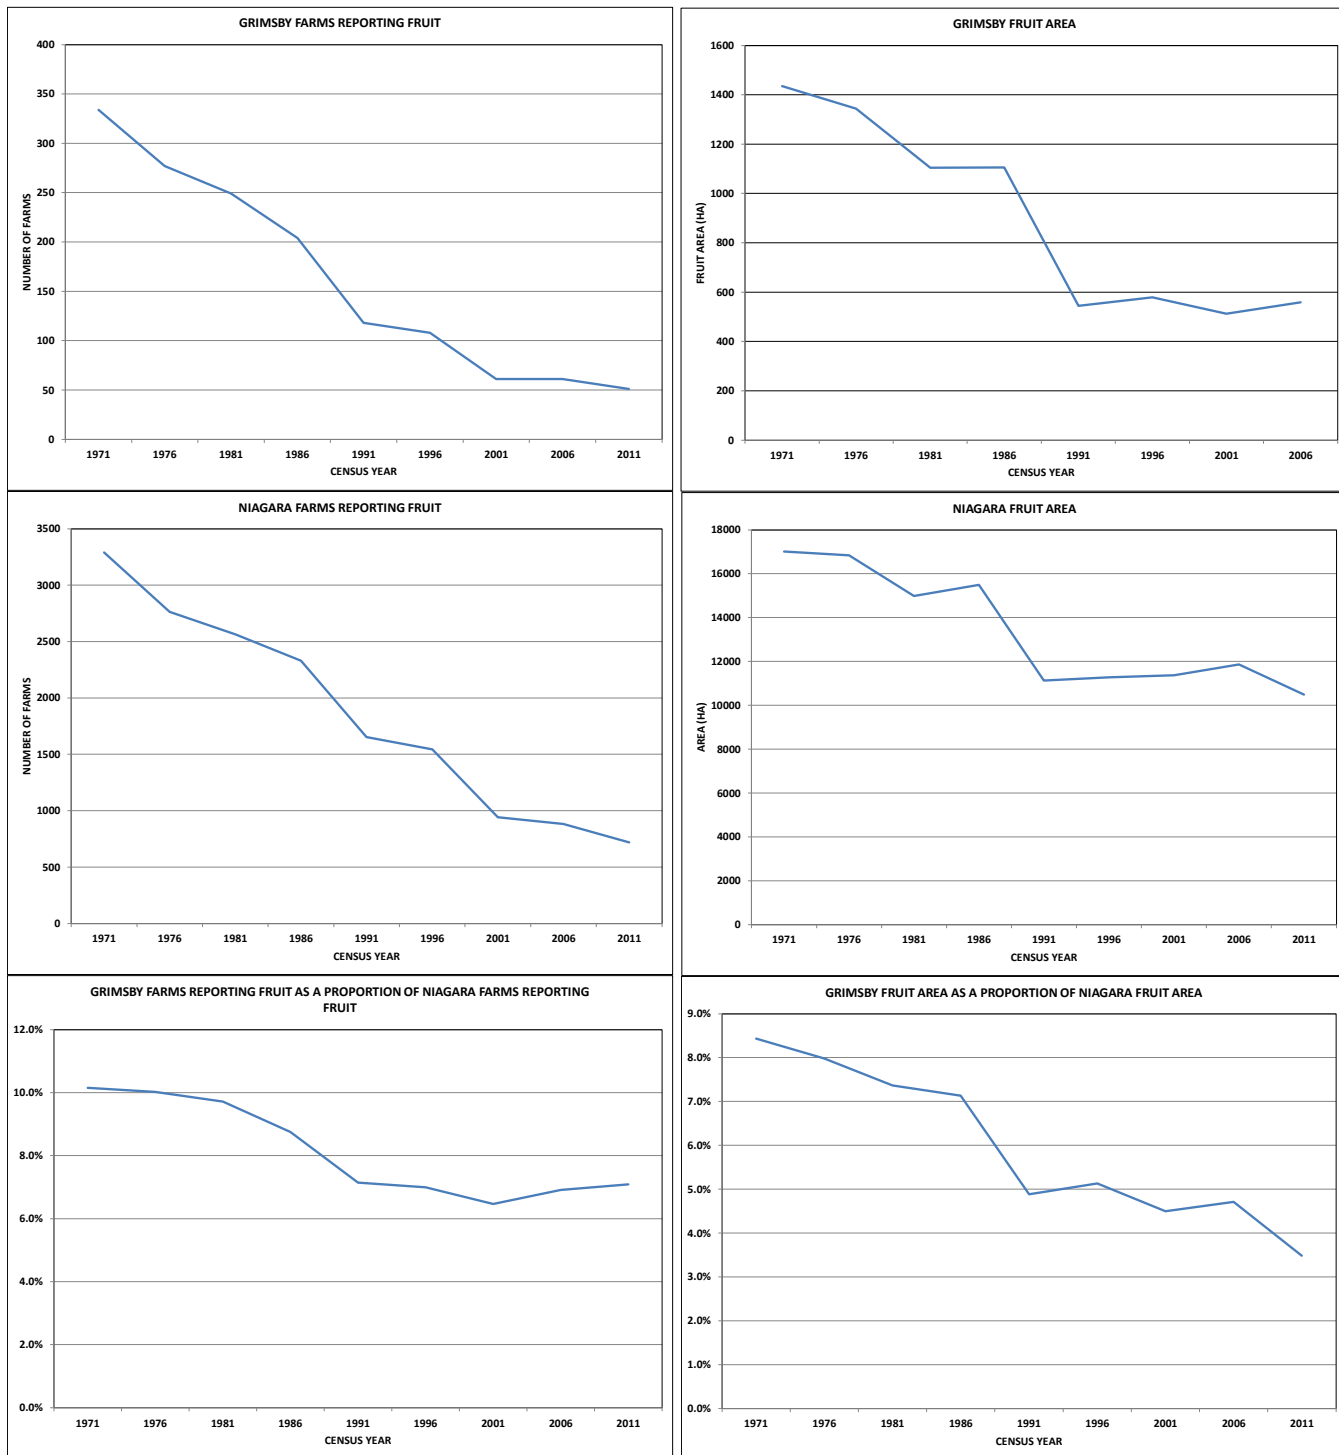 GRIMSBY FARMS REPORTING FRUIT
400
350
300
250
200
150
100
50
0
NUMBER OF FARMS
1971 1976 1981 1986 1991 1996 2001 2006 2011
CENSUS YEAR
GRIMSBY FRUIT AREA
1600
1400
1200
1000
800
600
400
200
0
FRUIT AREA (HA)
1971 1976 1981 1986 1991 1996 2001 2006
CENSUS YEAR
NIAGARA FARMS REPORTING FRUIT
3500
3000
2500
2000
1500
1000
500
0
NUMBER OF FARMS
1971 1976 1981 1986 1991 1996 2001 2006 2011
CENSUS YEAR
NIAGARA FRUIT AREA
18000
16000
14000
12000
10000
8000
6000
4000
2000
0
AREA (HA)
1971 1976 1981 1986 1991 1996 2001 2006 2011
CENSUS YEAR
GRIMSBY FARMS REPORTING FRUIT AS A PROPORTION OF NIAGARA FARMS REPORTING
FRUIT
12.0%
10.0%
8.0%
6.0%
4.0%
2.0%
0.0%
1971 1976 1981 1986 1991 1996 2001 2006 2011
CENSUS YEAR
GRIMSBY FRUIT AREA AS A PROPORTION OF NIAGARA FRUIT AREA
9.0%
8.0%
7.0%
6.0%
5.0%
4.0%
3.0%
2.0%
1.0%
0.0%
1971 1976 1981 1986 1991 1996 2001 2006 2011
CENSUS YEAR